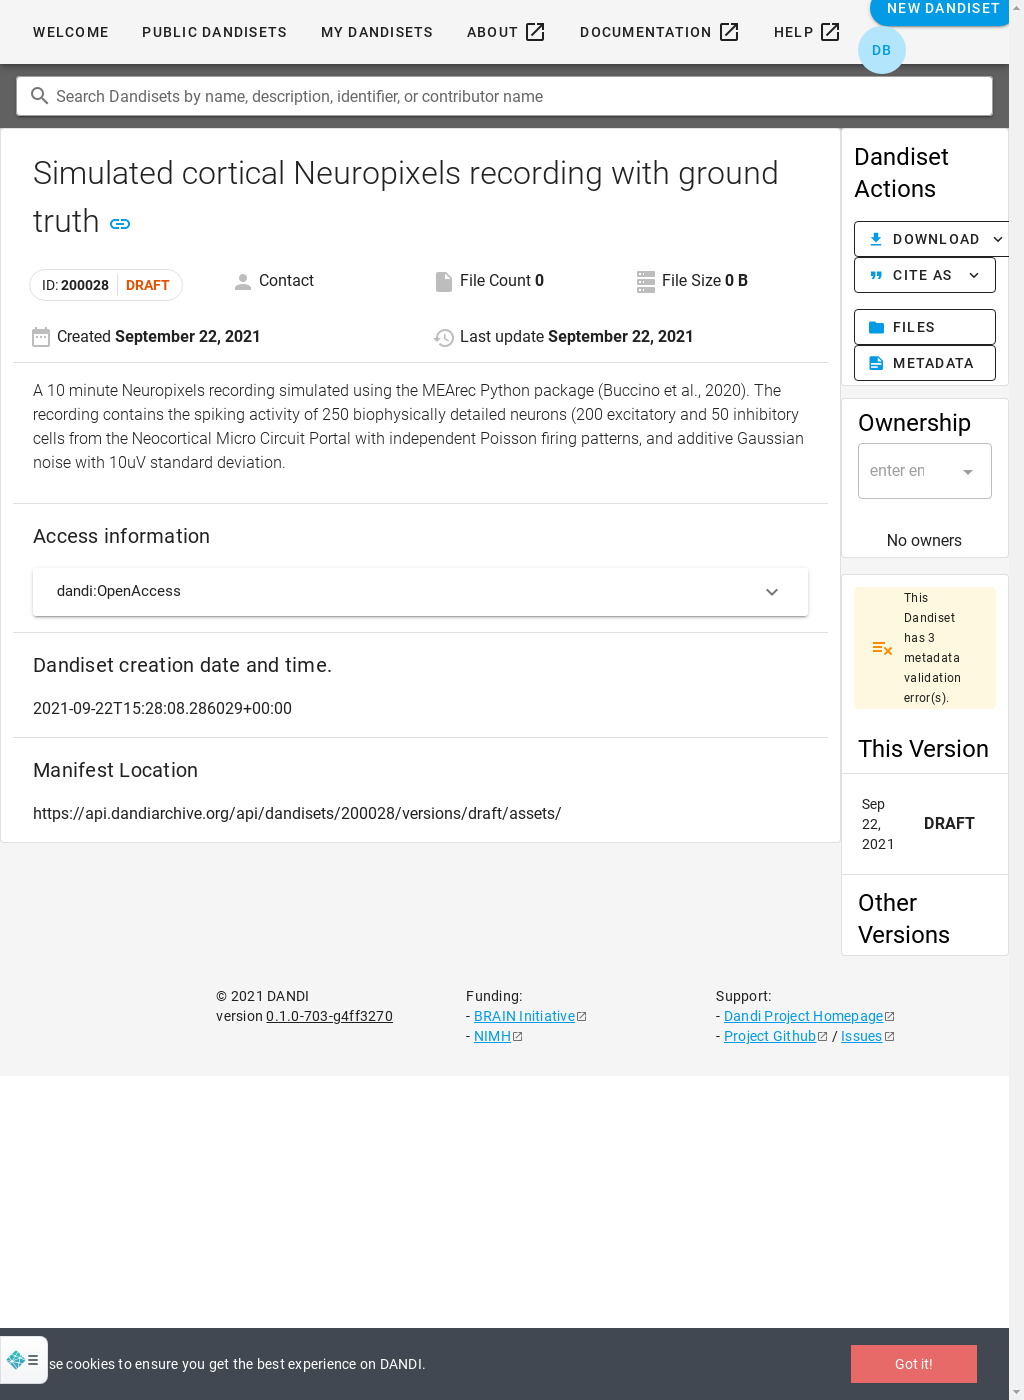 WELCOME PUBLIC DANDISETS MY DANDISETS ABOUT DOCUMENTATION HELP NEW DANDISET
DB
Search Dandisets by name, description, identifier, or contributor name
Simulated cortical Neuropixels recording with ground
truth
ID: 200028 DRAFT Contact File Count 0 File Size 0 B
Created September 22, 2021 Last update September 22, 2021
A 10 minute Neuropixels recording simulated using the MEArec Python package (Buccino et al., 2020). The
recording contains the spiking activity of 250 biophysically detailed neurons (200 excitatory and 50 inhibitory
cells from the Neocortical Micro Circuit Portal with independent Poisson firing patterns, and additive Gaussian
noise with 10uV standard deviation.
Access information
dandi:OpenAccess
Dandiset creation date and time.
2021-09-22T15:28:08.286029+00:00
Manifest Location
https://api.dandiarchive.org/api/dandisets/200028/versions/draft/assets/
Dandiset
Actions
DOWNLOAD
CITE AS
FILES
METADATA
Ownership
enter
No owners
This
Dandiset
has 3
metadata
validation
error(s).
This Version
Sep
22,
2021
DRAFT
Other
Versions
© 2021 DANDI
version 0.1.0-703-g4ff3270
Funding:
- BRAIN Initiative
- NIMH
Support:
- Dandi Project Homepage
- Project Github / Issues
cookies to ensure you get the best experience on DANDI.
Got it!